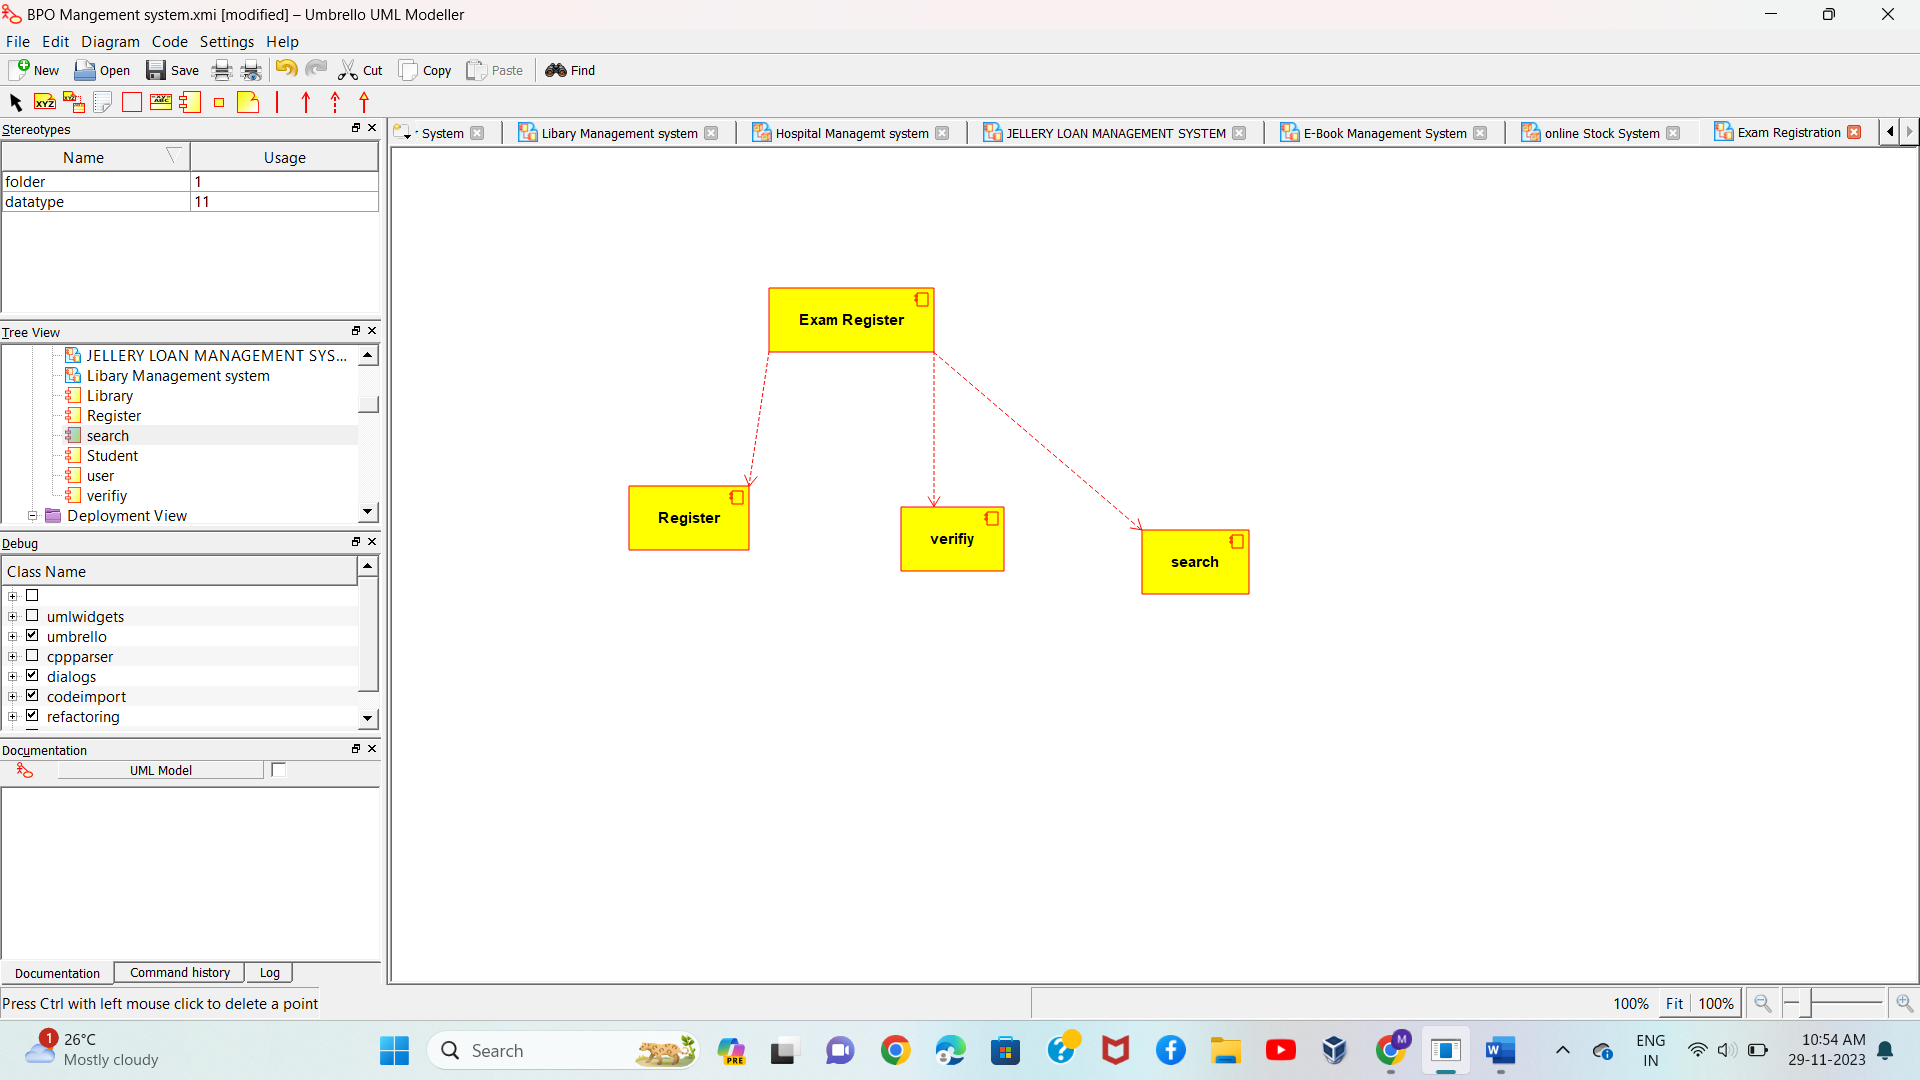 BPO Mangement system.xmi [modified] – Umbrello UML Modeller
File Edit Diagram Code Settings Help
New Open Save Cut Copy Paste Find
XYZ
Stereotypes
Name Usage
folder 1
datatype 11
Tree View
JELLERY LOAN MANAGEMENT SYS...
Libary Management system
Library
Register
search
Student
user
verifiy
Deployment View
Debug
Class Name
umlwidgets
umbrello
cppparser
dialogs
codeimport
refactoring
Documentation
UML Model
Documentation Command history Log
Press Ctrl with left mouse click to delete a point
System Libary Management system Hospital Managemt system JELLERY LOAN MANAGEMENT SYSTEM E-Book Management System online Stock System Exam Registration
Exam Register
Register
verifiy
search
100% Fit 100%
1
26°C
Mostly cloudy
Search
PRE
M
W
ENG
IN
10:54 AM
29-11-2023